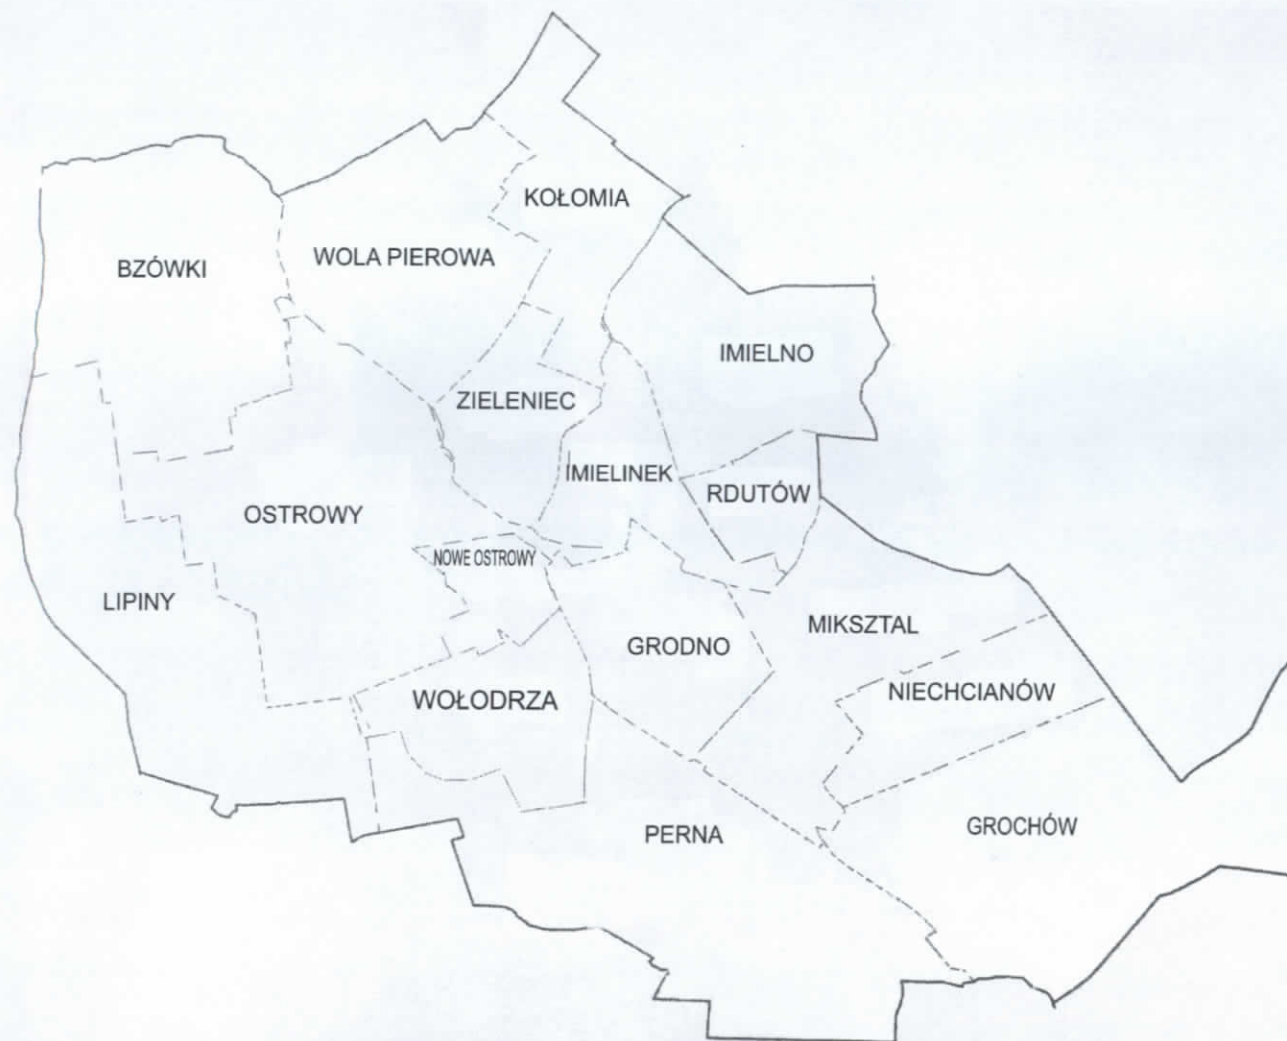 KOŁOMIA
WOLA PIEROWA
BZÓWKI
IMIELNO
ZIELENIEC
IMIELINEK
RDUTÓW
OSTROWY
NOWE OSTROWY
LIPINY
MIKSZTAL
GRODNO
NIECHCIANÓW
WOŁODRZA
GROCHÓW
PERNA